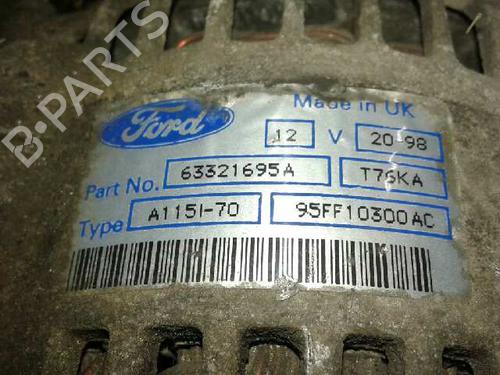 B-PARTS
Ford
Made in UK
12 V 20-98
Part No. 63321695A T76KA
Type A115I-70 95FF10300AC